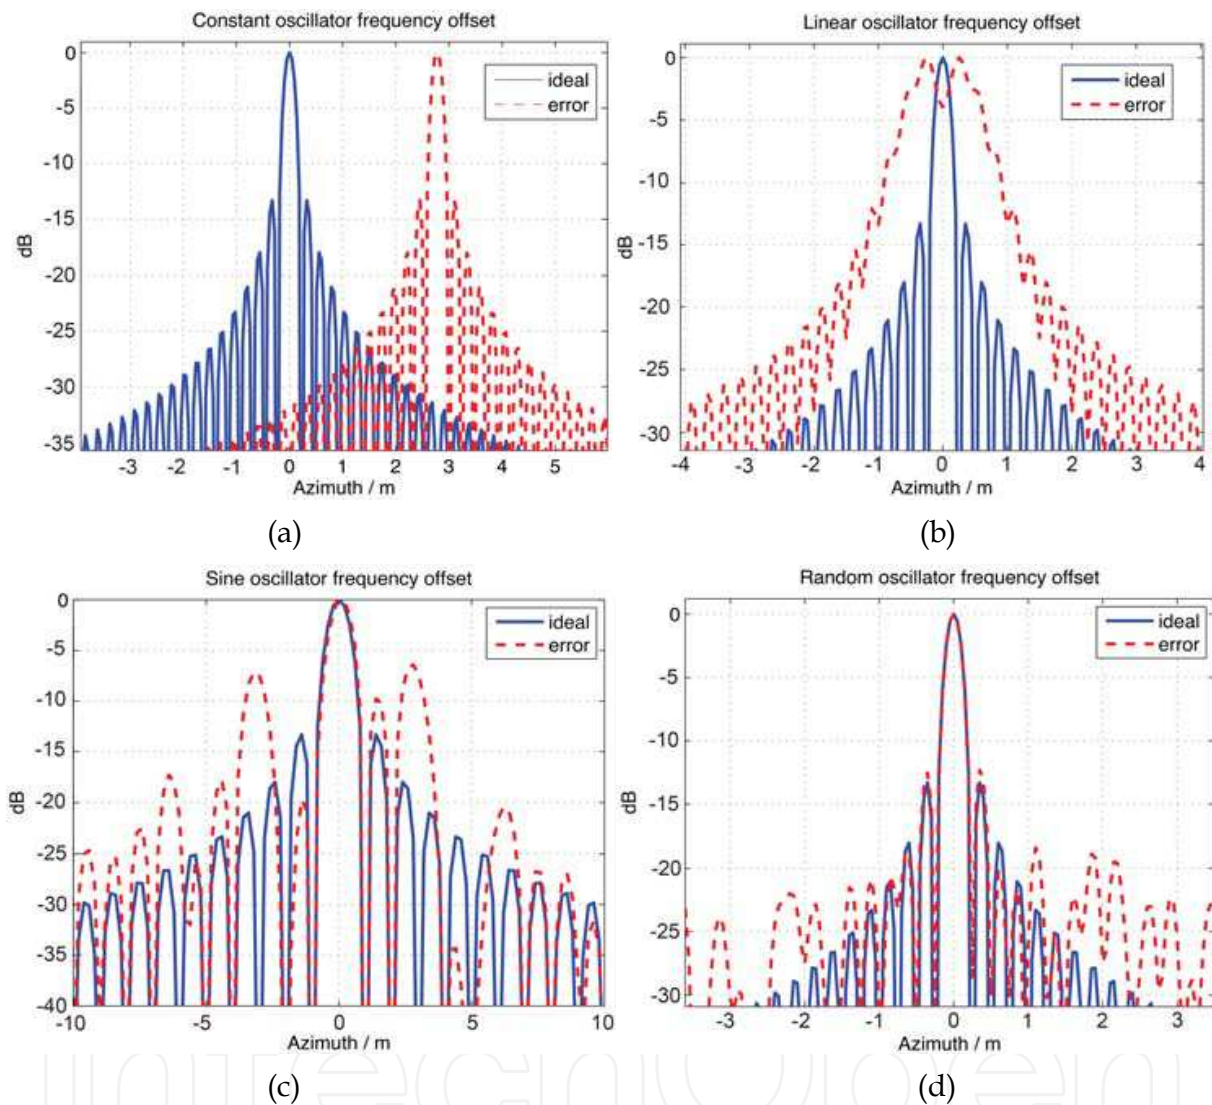 Constant oscillator frequency offset
0
-5
-10
-15
-20
-25
-30
-35
dB
ideal
error
-3 -2 -1 0 1 2 3 4 5
Azimuth / m
(a)
Linear oscillator frequency offset
0
-5
-10
-15
-20
-25
-30
dB
ideal
error
-4 -3 -2 -1 0 1 2 3 4
Azimuth / m
(b)
Sine oscillator frequency offset
0
-5
-10
-15
-20
-25
-30
-35
-40
dB
ideal
error
-10 -5 0 5 10
Azimuth / m
(c)
Random oscillator frequency offset
0
-5
-10
-15
-20
-25
-30
dB
ideal
error
-3 -2 -1 0 1 2 3
Azimuth / m
(d)
IntechOpen